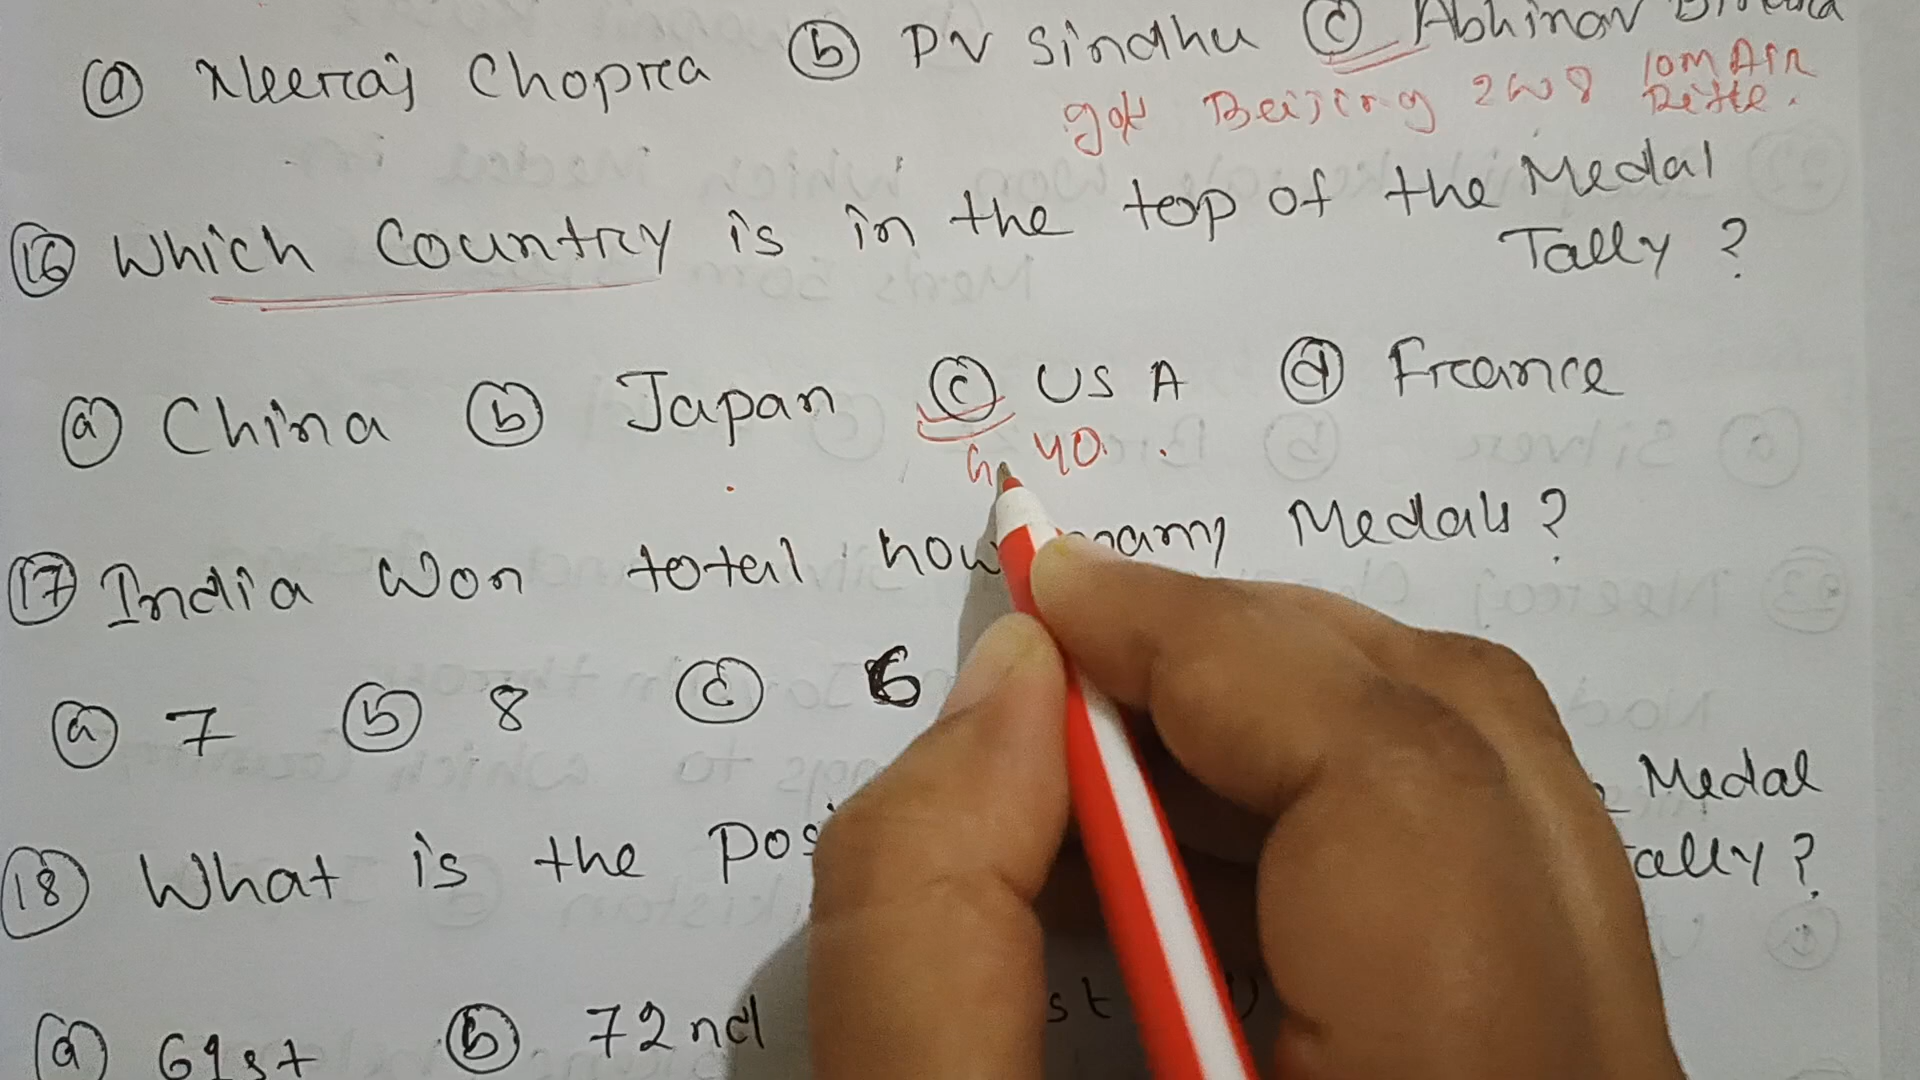 (a) Neeraj Chopra (b) PV Sindhu (c) Abhinav
gold Beijing 2008 10M AIR
(16) Which Country is in the top of the Medal
Tally ?
(a) China (b) Japan (c) USA (d) France
40
(17) India Won total how many Medals ?
(a) 7 (b) 8 (c) 6
(18) What is the Medal
(a) 61st (b) 72nd